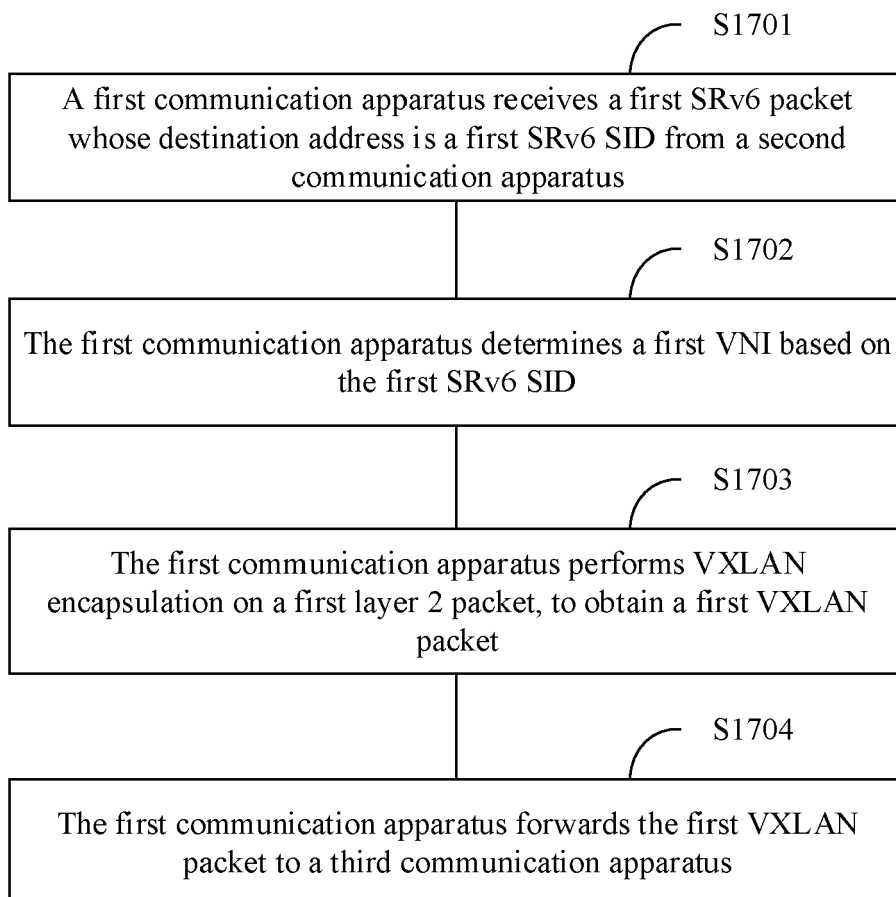 S1701
A first communication apparatus receives a first SRv6 packet
whose destination address is a first SRv6 SID from a second
communication apparatus
S1702
The first communication apparatus determines a first VNI based on
the first SRv6 SID
S1703
The first communication apparatus performs VXLAN
encapsulation on a first layer 2 packet, to obtain a first VXLAN
packet
S1704
The first communication apparatus forwards the first VXLAN
packet to a third communication apparatus